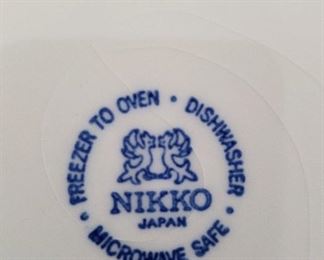 FREEZER TO OVEN • DISHWASHER • MICROWAVE SAFE •
NIKKO
JAPAN